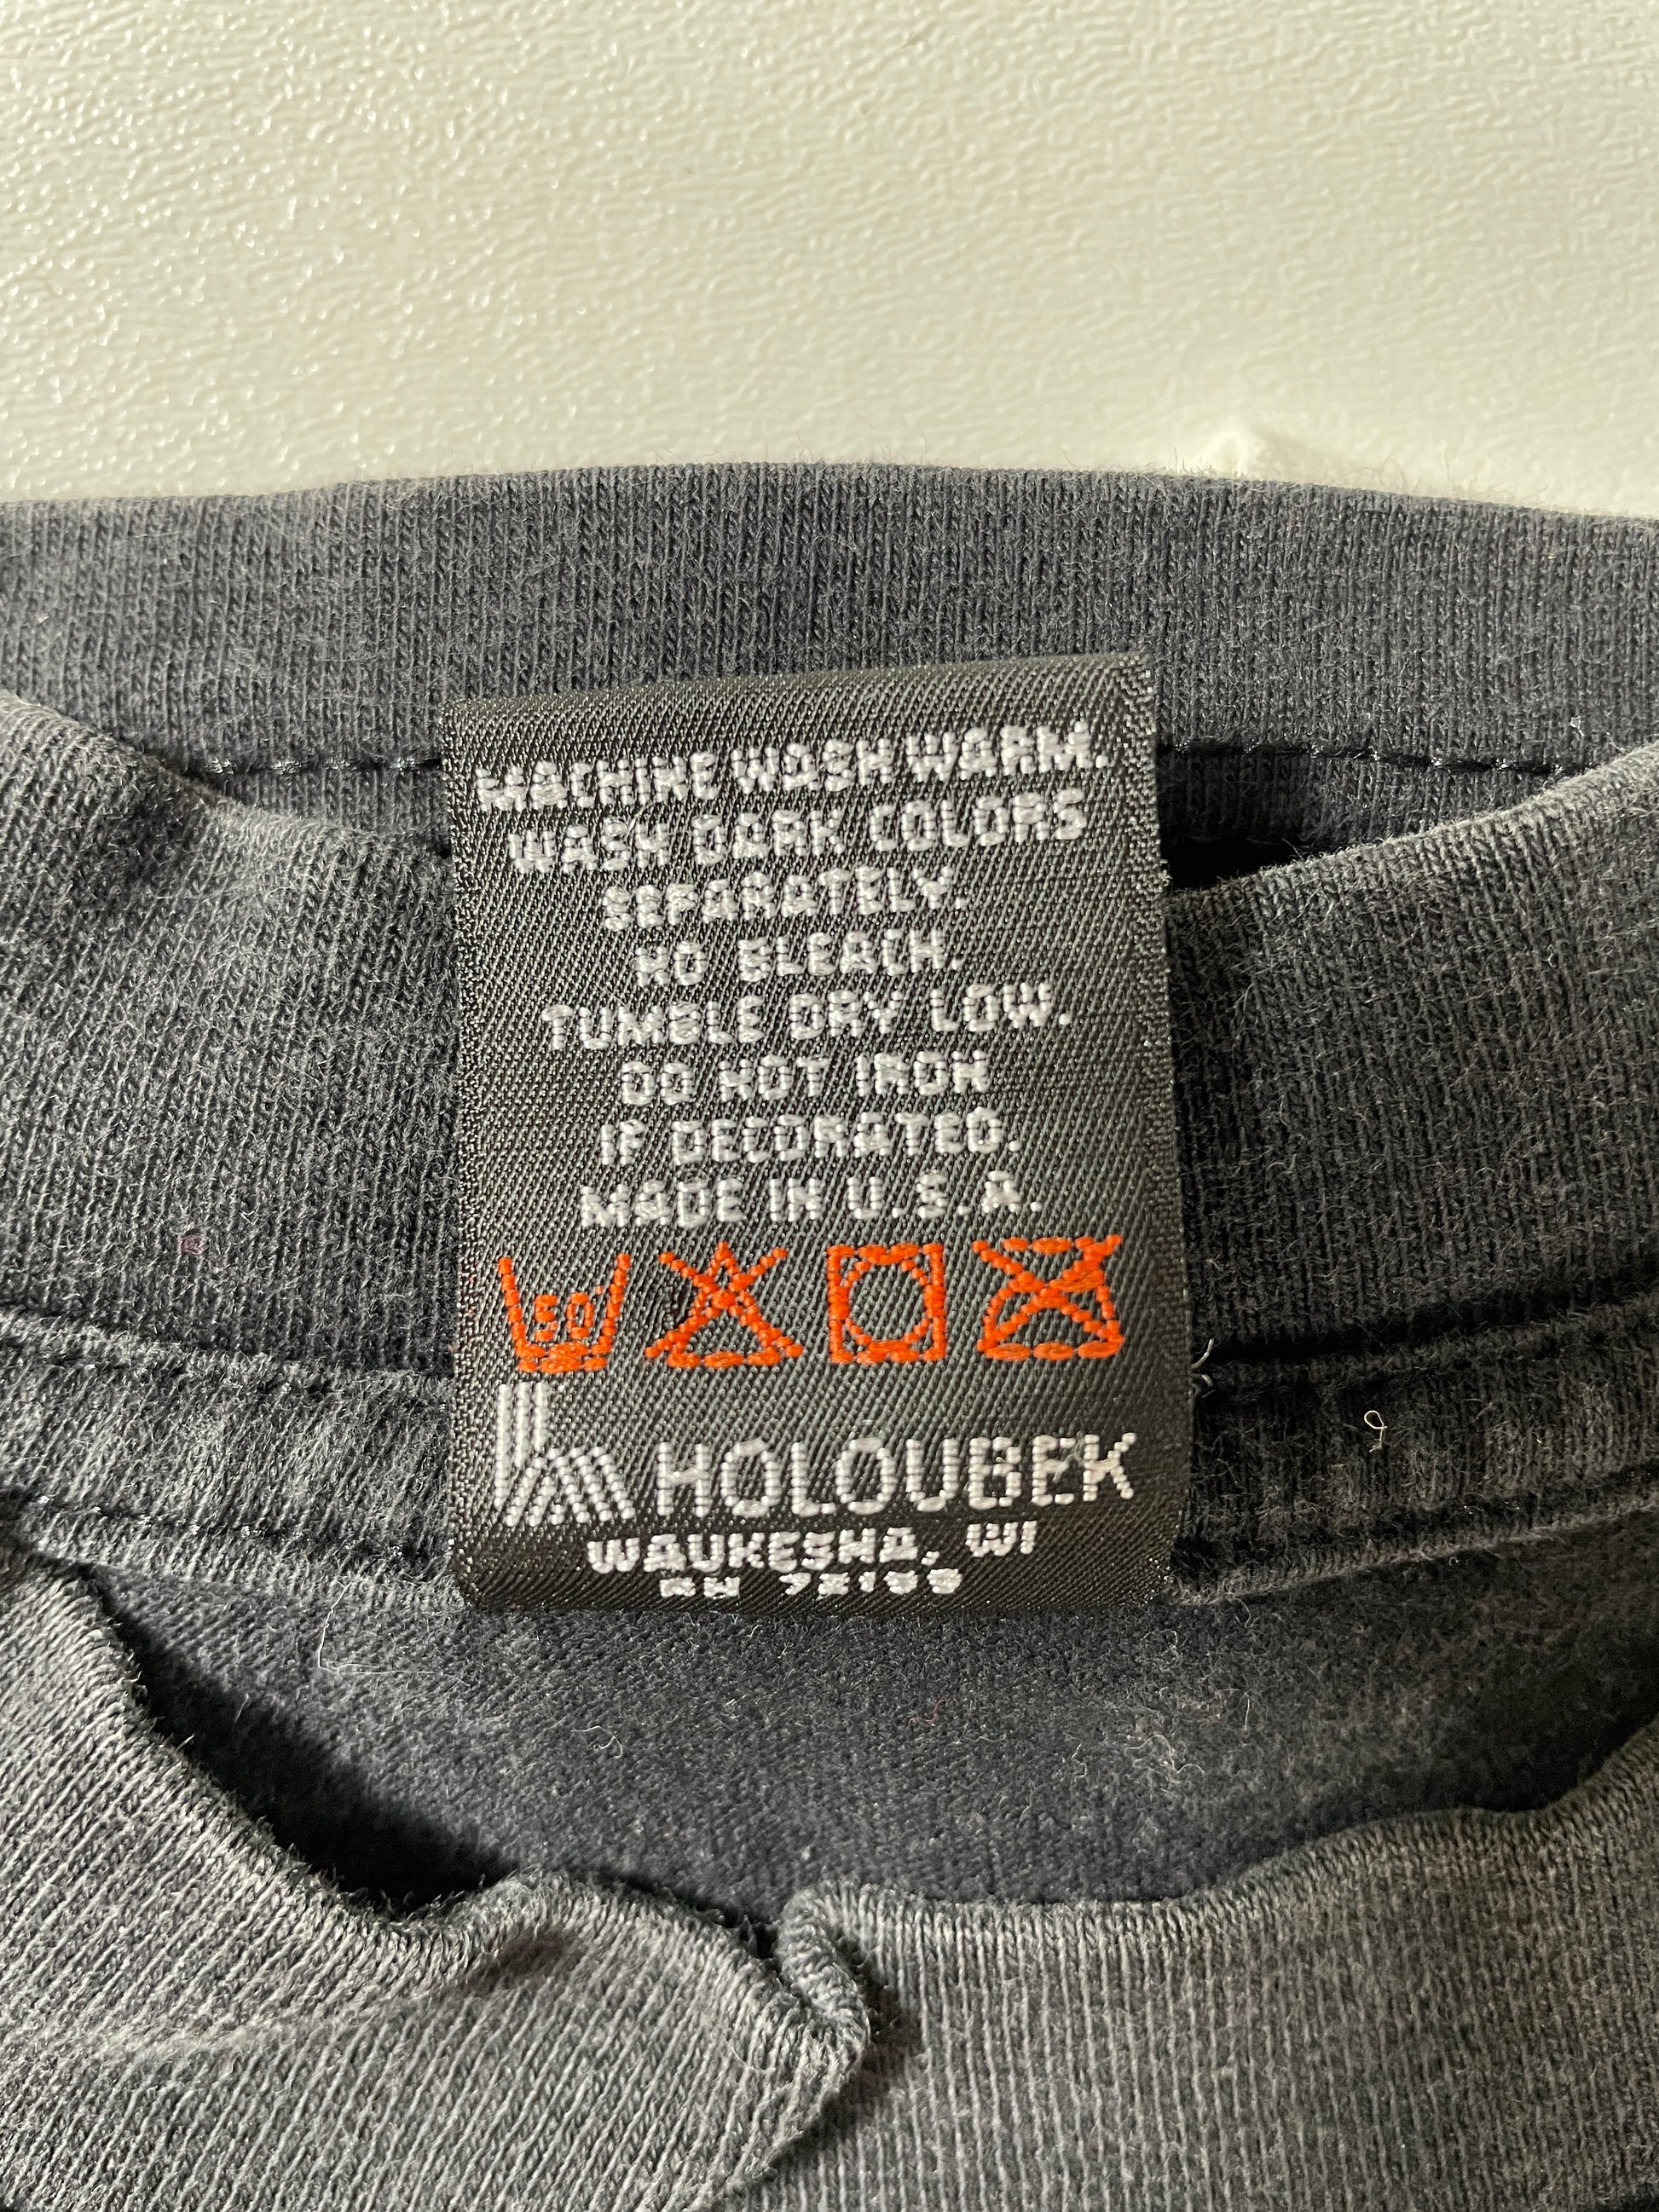 MACHINE WASH WARM.
WASH DARK COLORS
SEPARATELY.
NO BLEACH.
TUMBLE DRY LOW.
DO NOT IRON
IF DECORATED.
MADE IN U.S.A.
50°
HOLOUBEK
WAUKESHA, WI
RN